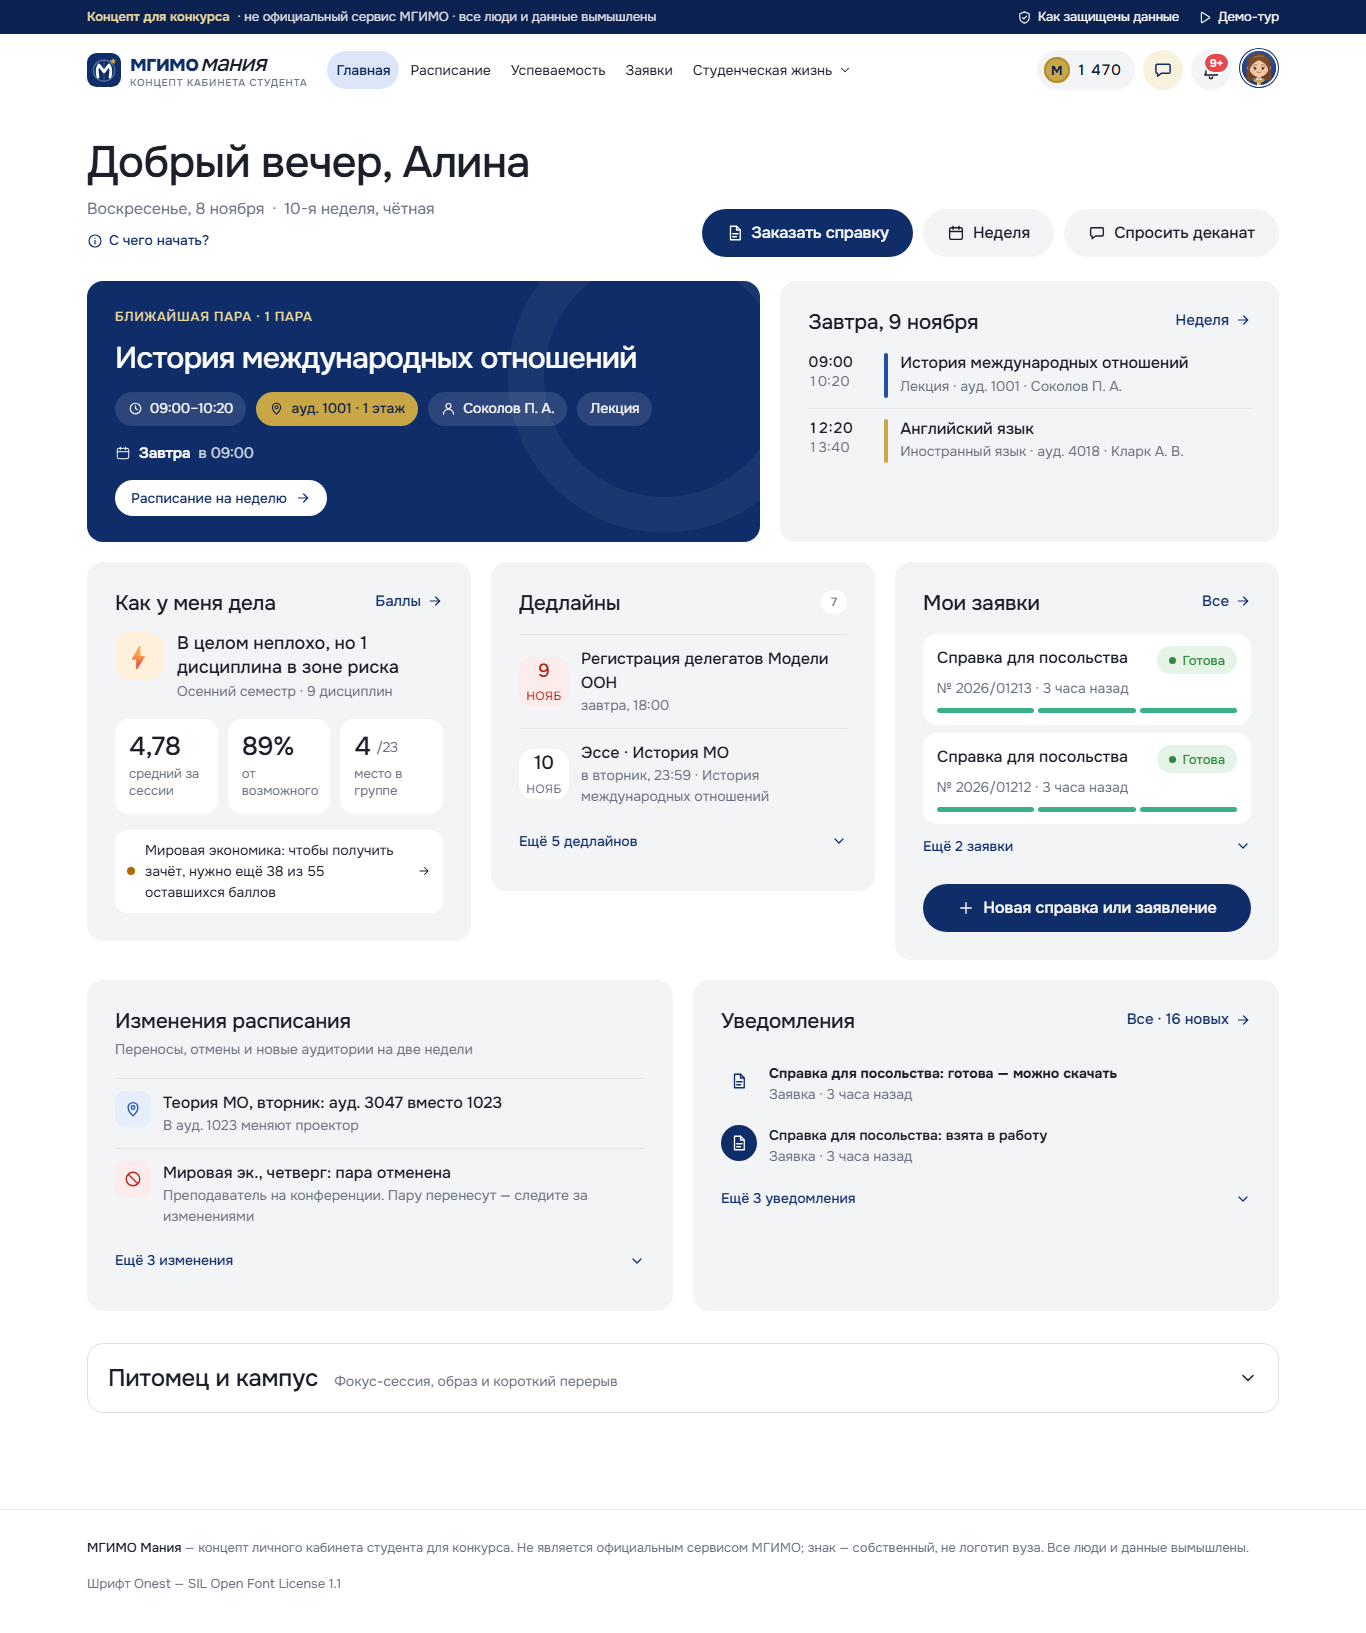 Концепт для конкурса · не официальный сервис МГИМО · все люди и данные вымышлены
Как защищены данные
Демо-тур
МГИМО Мания
КОНЦЕПТ КАБИНЕТА СТУДЕНТА
Главная
Расписание
Успеваемость
Заявки
Студенческая жизнь
M 1 470
9+
Добрый вечер, Алина
Воскресенье, 8 ноября · 10-я неделя, чётная
С чего начать?
Заказать справку
Неделя
Спросить деканат
БЛИЖАЙШАЯ ПАРА · 1 ПАРА
История международных отношений
09:00–10:20
ауд. 1001 · 1 этаж
Соколов П. А.
Лекция
Завтра в 09:00
Расписание на неделю
Завтра, 9 ноября
Неделя
09:00
10:20
История международных отношений
Лекция · ауд. 1001 · Соколов П. А.
12:20
13:40
Английский язык
Иностранный язык · ауд. 4018 · Кларк А. В.
Как у меня дела
Баллы
В целом неплохо, но 1
дисциплина в зоне риска
Осенний семестр · 9 дисциплин
4,78
средний за
сессии
89%
от
возможного
4 /23
место в
группе
Мировая экономика: чтобы получить
зачёт, нужно ещё 38 из 55
оставшихся баллов
Дедлайны
7
9
НОЯБ
Регистрация делегатов Модели
ООН
завтра, 18:00
10
НОЯБ
Эссе · История МО
в вторник, 23:59 · История
международных отношений
Ещё 5 дедлайнов
Мои заявки
Все
Справка для посольства
Готова
№ 2026/01213 · 3 часа назад
Справка для посольства
Готова
№ 2026/01212 · 3 часа назад
Ещё 2 заявки
Новая справка или заявление
Изменения расписания
Переносы, отмены и новые аудитории на две недели
Теория МО, вторник: ауд. 3047 вместо 1023
В ауд. 1023 меняют проектор
Мировая эк., четверг: пара отменена
Преподаватель на конференции. Пару перенесут — следите за
изменениями
Ещё 3 изменения
Уведомления
Все · 16 новых
Справка для посольства: готова — можно скачать
Заявка · 3 часа назад
Справка для посольства: взята в работу
Заявка · 3 часа назад
Ещё 3 уведомления
Питомец и кампус
Фокус-сессия, образ и короткий перерыв
МГИМО Мания — концепт личного кабинета студента для конкурса. Не является официальным сервисом МГИМО; знак — собственный, не логотип вуза. Все люди и данные вымышлены.
Шрифт Onest — SIL Open Font License 1.1